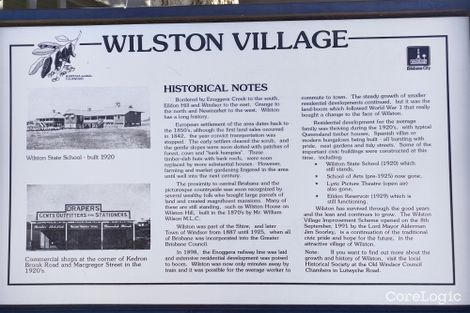 WILSTON VILLAGE
Brisbane City
HISTORICAL NOTES
Bordered by Enoggera Creek to the south,
Eildon Hill and Windsor to the east, Grange to
the north and Newmarket to the west, Wilston
has a long history.
European settlement of the area dates back to
the 1850's, although the first land sales occurred
in 1842, the year convict transportation was
stopped. The early settlers cleared the scrub, and
the gentle slopes were soon dotted with patches of
forest, cows and "bark humpies". These
timber-slab huts with bark roofs, were soon
replaced by more substantial houses. However,
farming and market gardening lingered in the area
until well into the next century.
The proximity to central Brisbane and the
picturesque countryside was soon recognized by
several wealthy folk who bought large parcels of
land and created magnificent mansions. Many of
these are still standing, such as Wilston House on
Wilston Hill, built in the 1870's by Mr. William
Wilson M.L.C.
Wilston was part of the Shire, and later
Town of Windsor from 1887 until 1925, when all
of Brisbane was incorporated into the Greater
Brisbane Council.
In 1898, the Enoggera railway line was laid
and extensive residential development was poised
to boom. Wilston was now only minutes away by
train and it was possible for the average worker to
commute to town. The steady growth of smaller
residential developments continued, but it was the
land-boom which followed World War I that really
bought a change to the face of Wilston.
Residential development for the average
family was thriving during the 1920's, with typical
Queensland timber houses, Spanish villas or
modern bungalows being built - all bursting with
pride, neat gardens and tidy streets. Some of the
important civic buildings were constructed at this
time, including:
• Wilston State School (1920) which
still stands.
• School of Arts (pre-1925) now gone.
• Lyric Picture Theatre (open air)
also gone.
• Eildon Reservoir (1929) which is
still functioning.
Wilston has survived through the good years
and the lean and continues to grow. The Wilston
Village Improvement Scheme opened on the 8th
September, 1991 by the Lord Mayor Alderman
Jim Soorley, is a continuation of the traditional
civic pride and hope for the future, in the
attractive village of Wilston.
Note: If you want to find out more about the
growth and history of Wilston, visit the local
Historical Society at the Old Windsor Council
Chambers in Lutwyche Road.
Wilston State School - built 1920
DRAPERS
GENTS OUTFITTERS AND STATIONERS
Commercial shops at the corner of Kedron
Brook Road and Macgregor Street in the
1920's.
CoreLogic